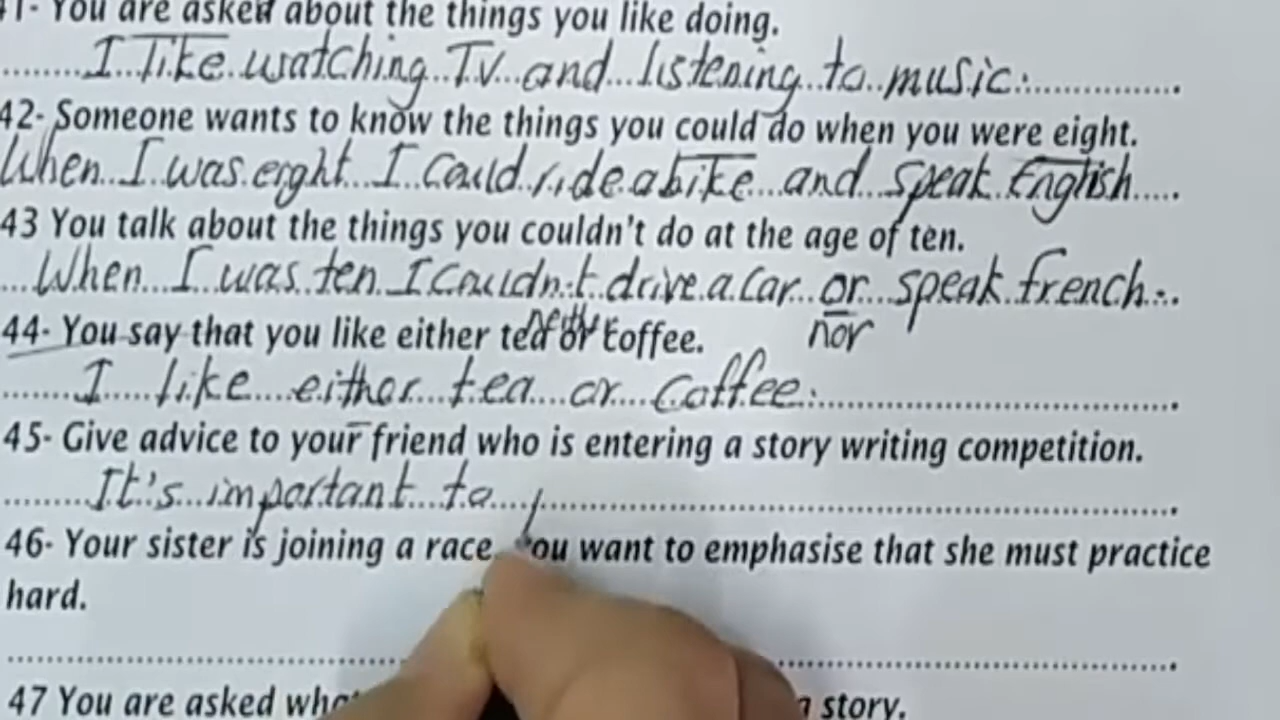 41- You are asked about the things you like doing.
I like watching TV and listening to music.
42- Someone wants to know the things you could do when you were eight.
When I was eight I could ride a bike and speak English
43 You talk about the things you couldn't do at the age of ten.
When I was ten I couldn't drive a car or speak french.
nor
44- You say that you like either tea or coffee.
I like either tea or coffee.
45- Give advice to your friend who is entering a story writing competition.
It's important to
46- Your sister is joining a race You want to emphasise that she must practice
hard.
47 You are asked what a story.